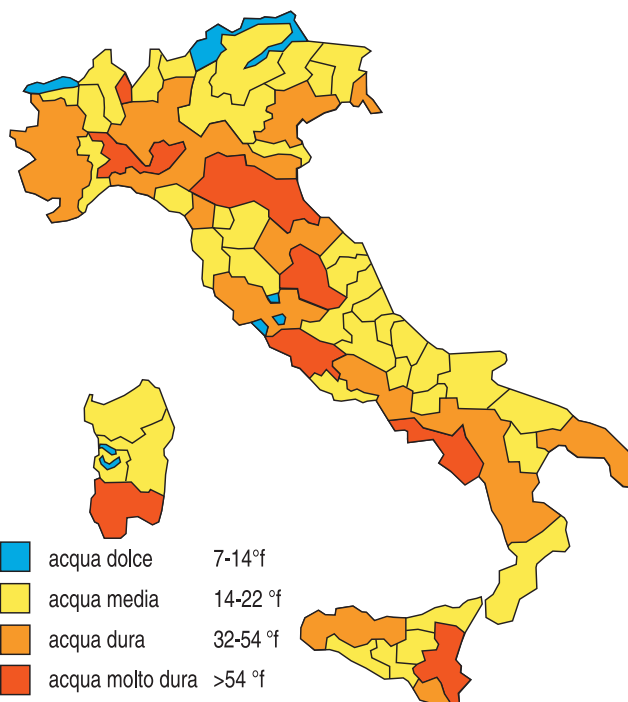 acqua dolce 7-14°f
acqua media 14-22 °f
acqua dura 32-54 °f
acqua molto dura >54 °f